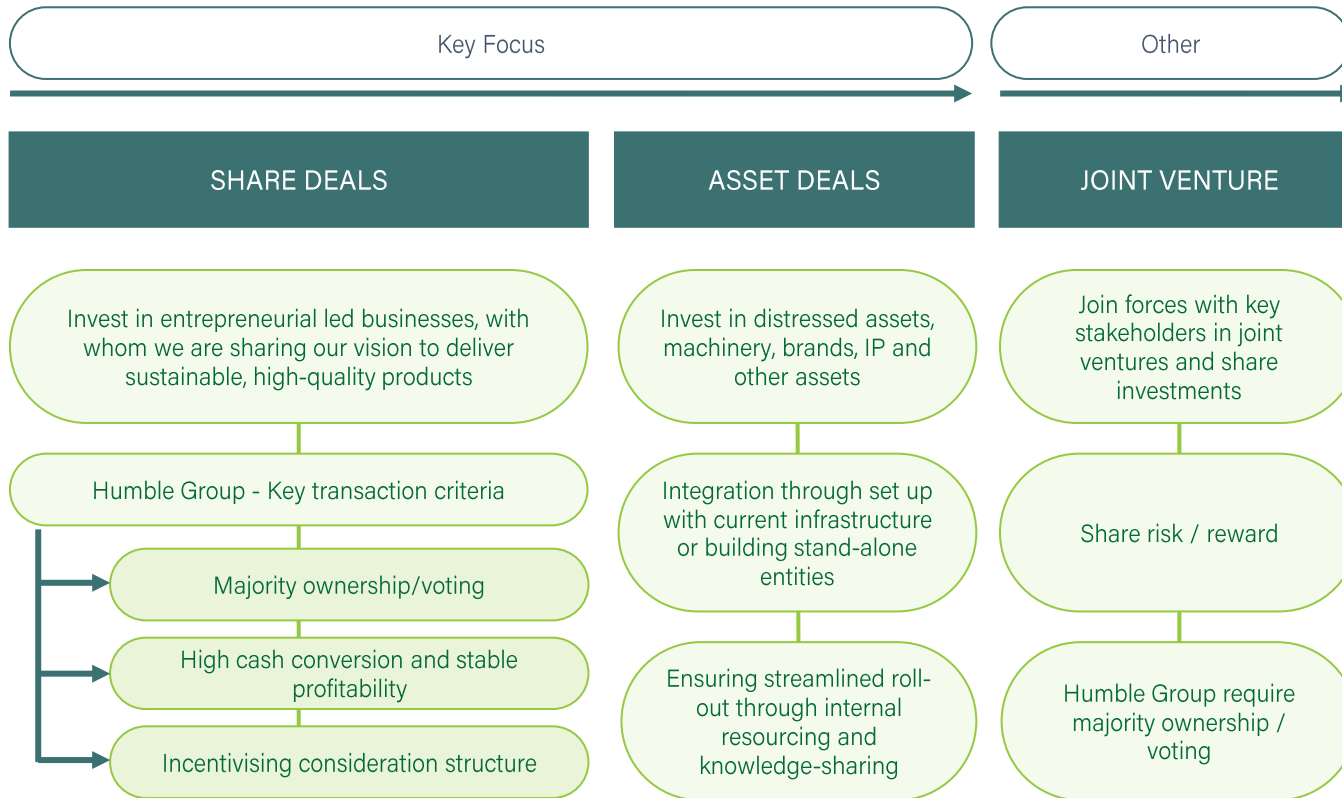 Key Focus
Other
SHARE DEALS
ASSET DEALS
JOINT VENTURE
Invest in entrepreneurial led businesses, with
whom we are sharing our vision to deliver
sustainable, high-quality products
Humble Group - Key transaction criteria
Majority ownership/voting
High cash conversion and stable
profitability
Incentivising consideration structure
Invest in distressed assets,
machinery, brands, IP and
other assets
Integration through set up
with current infrastructure
or building stand-alone
entities
Ensuring streamlined roll-
out through internal
resourcing and
knowledge-sharing
Join forces with key
stakeholders in joint
ventures and share
investments
Share risk / reward
Humble Group require
majority ownership /
voting